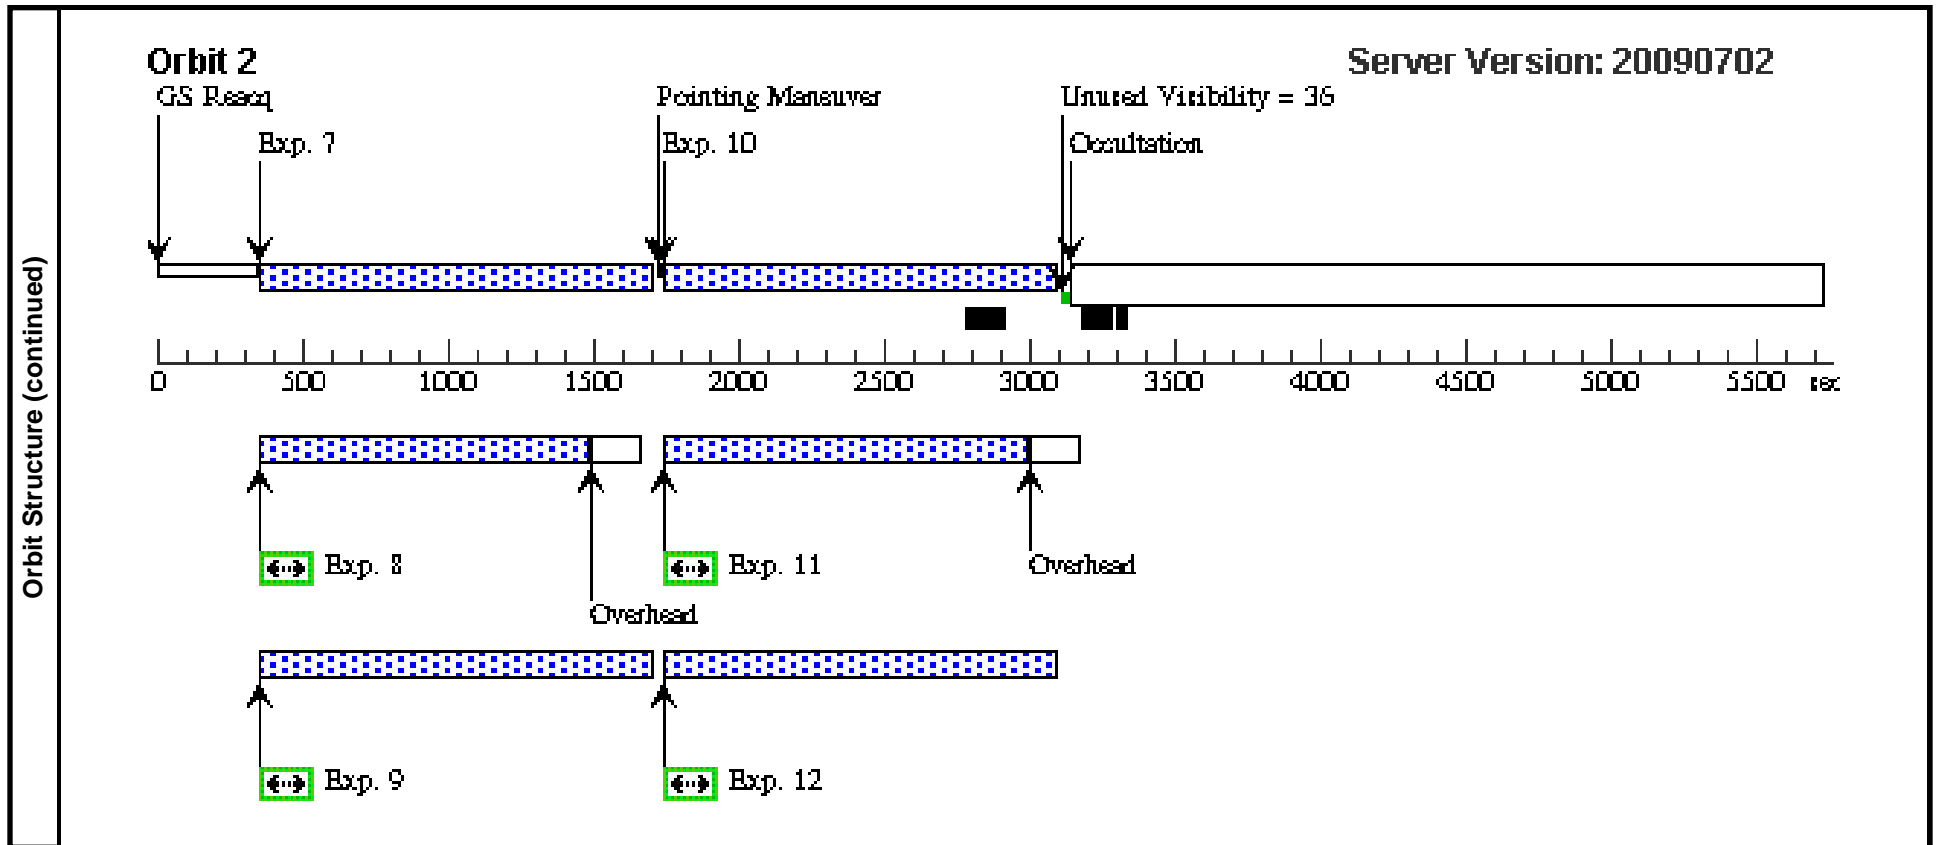 Orbit 2
Server Version: 20090702
GS Reacq
Pointing Maneuver
Unused Visibility = 36
Exp. 7
Exp. 10
Occultation
0 500 1000 1500 2000 2500 3000 3500 4000 4500 5000 5500 sec
Exp. 8
Exp. 11
Overhead
Overhead
Exp. 9
Exp. 12
Orbit Structure (continued)